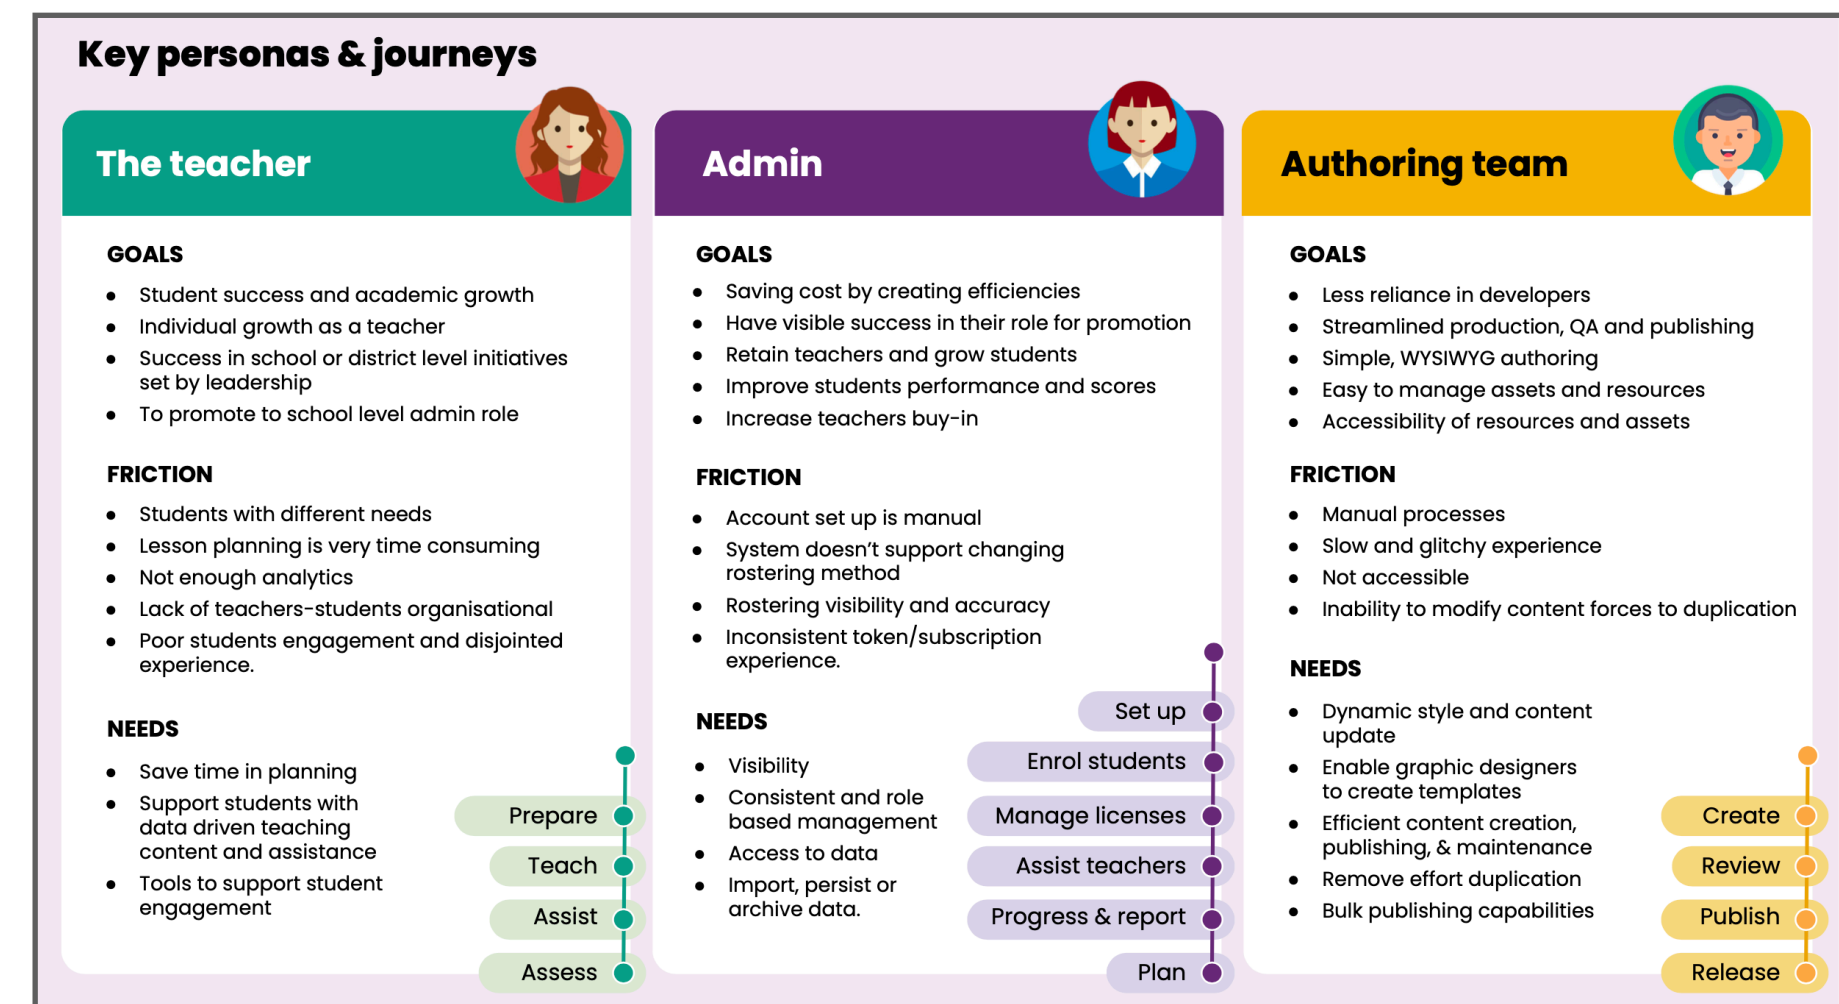 Key personas & journeys
The teacher
GOALS
Student success and academic growth
Individual growth as a teacher
Success in school or district level initiatives
set by leadership
To promote to school level admin role
FRICTION
Students with different needs
Lesson planning is very time consuming
Not enough analytics
Lack of teachers-students organisational
Poor students engagement and disjointed
experience.
NEEDS
Save time in planning
Support students with
data driven teaching
content and assistance
Tools to support student
engagement
Prepare
Teach
Assist
Assess
Admin
GOALS
Saving cost by creating efficiencies
Have visible success in their role for promotion
Retain teachers and grow students
Improve students performance and scores
Increase teachers buy-in
FRICTION
Account set up is manual
System doesn't support changing
rostering method
Rostering visibility and accuracy
Inconsistent token/subscription
experience.
NEEDS
Visibility
Consistent and role
based management
Access to data
Import, persist or
archive data.
Set up
Enrol students
Manage licenses
Assist teachers
Progress & report
Plan
Authoring team
GOALS
Less reliance in developers
Streamlined production, QA and publishing
Simple, WYSIWYG authoring
Easy to manage assets and resources
Accessibility of resources and assets
FRICTION
Manual processes
Slow and glitchy experience
Not accessible
Inability to modify content forces to duplication
NEEDS
Dynamic style and content
update
Enable graphic designers
to create templates
Efficient content creation,
publishing, & maintenance
Remove effort duplication
Bulk publishing capabilities
Create
Review
Publish
Release